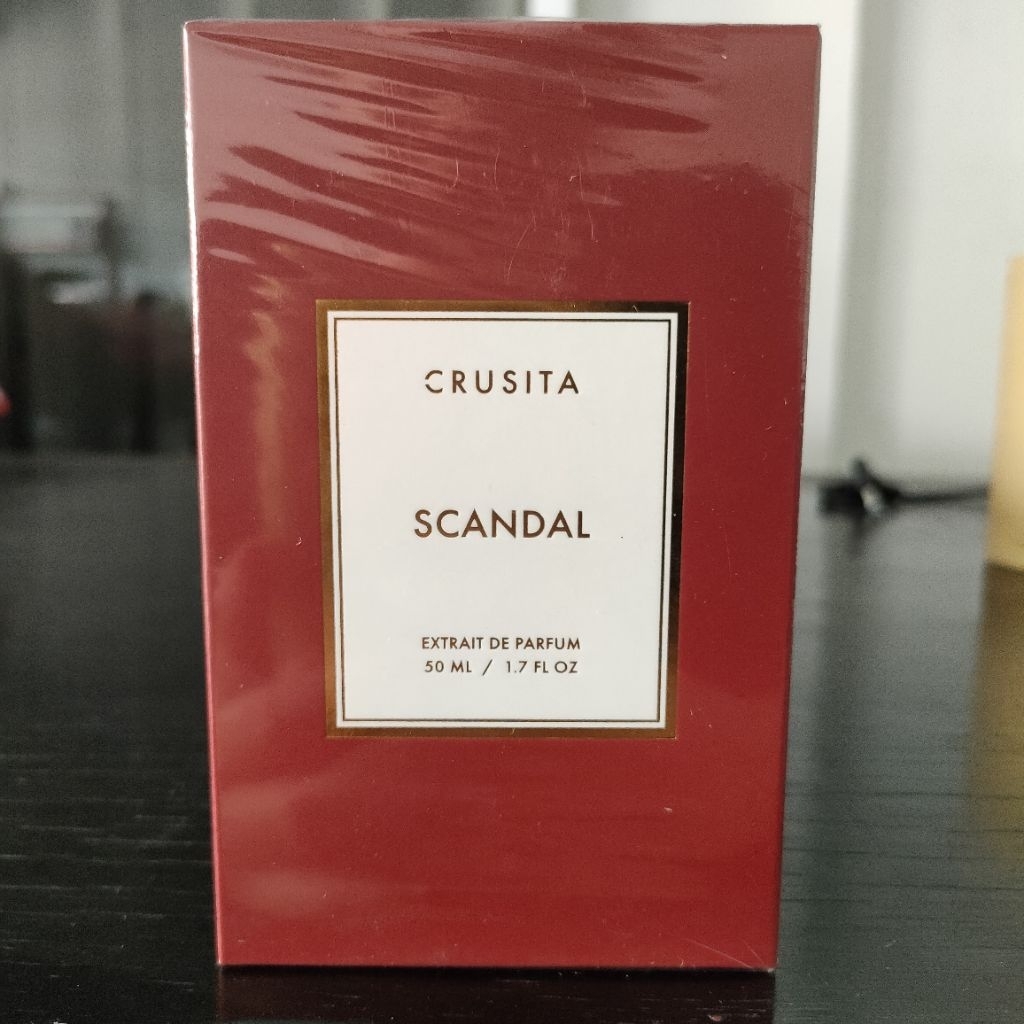 CRUSITA
SCANDAL
EXTRAIT DE PARFUM
50 ML / 1.7 FL OZ